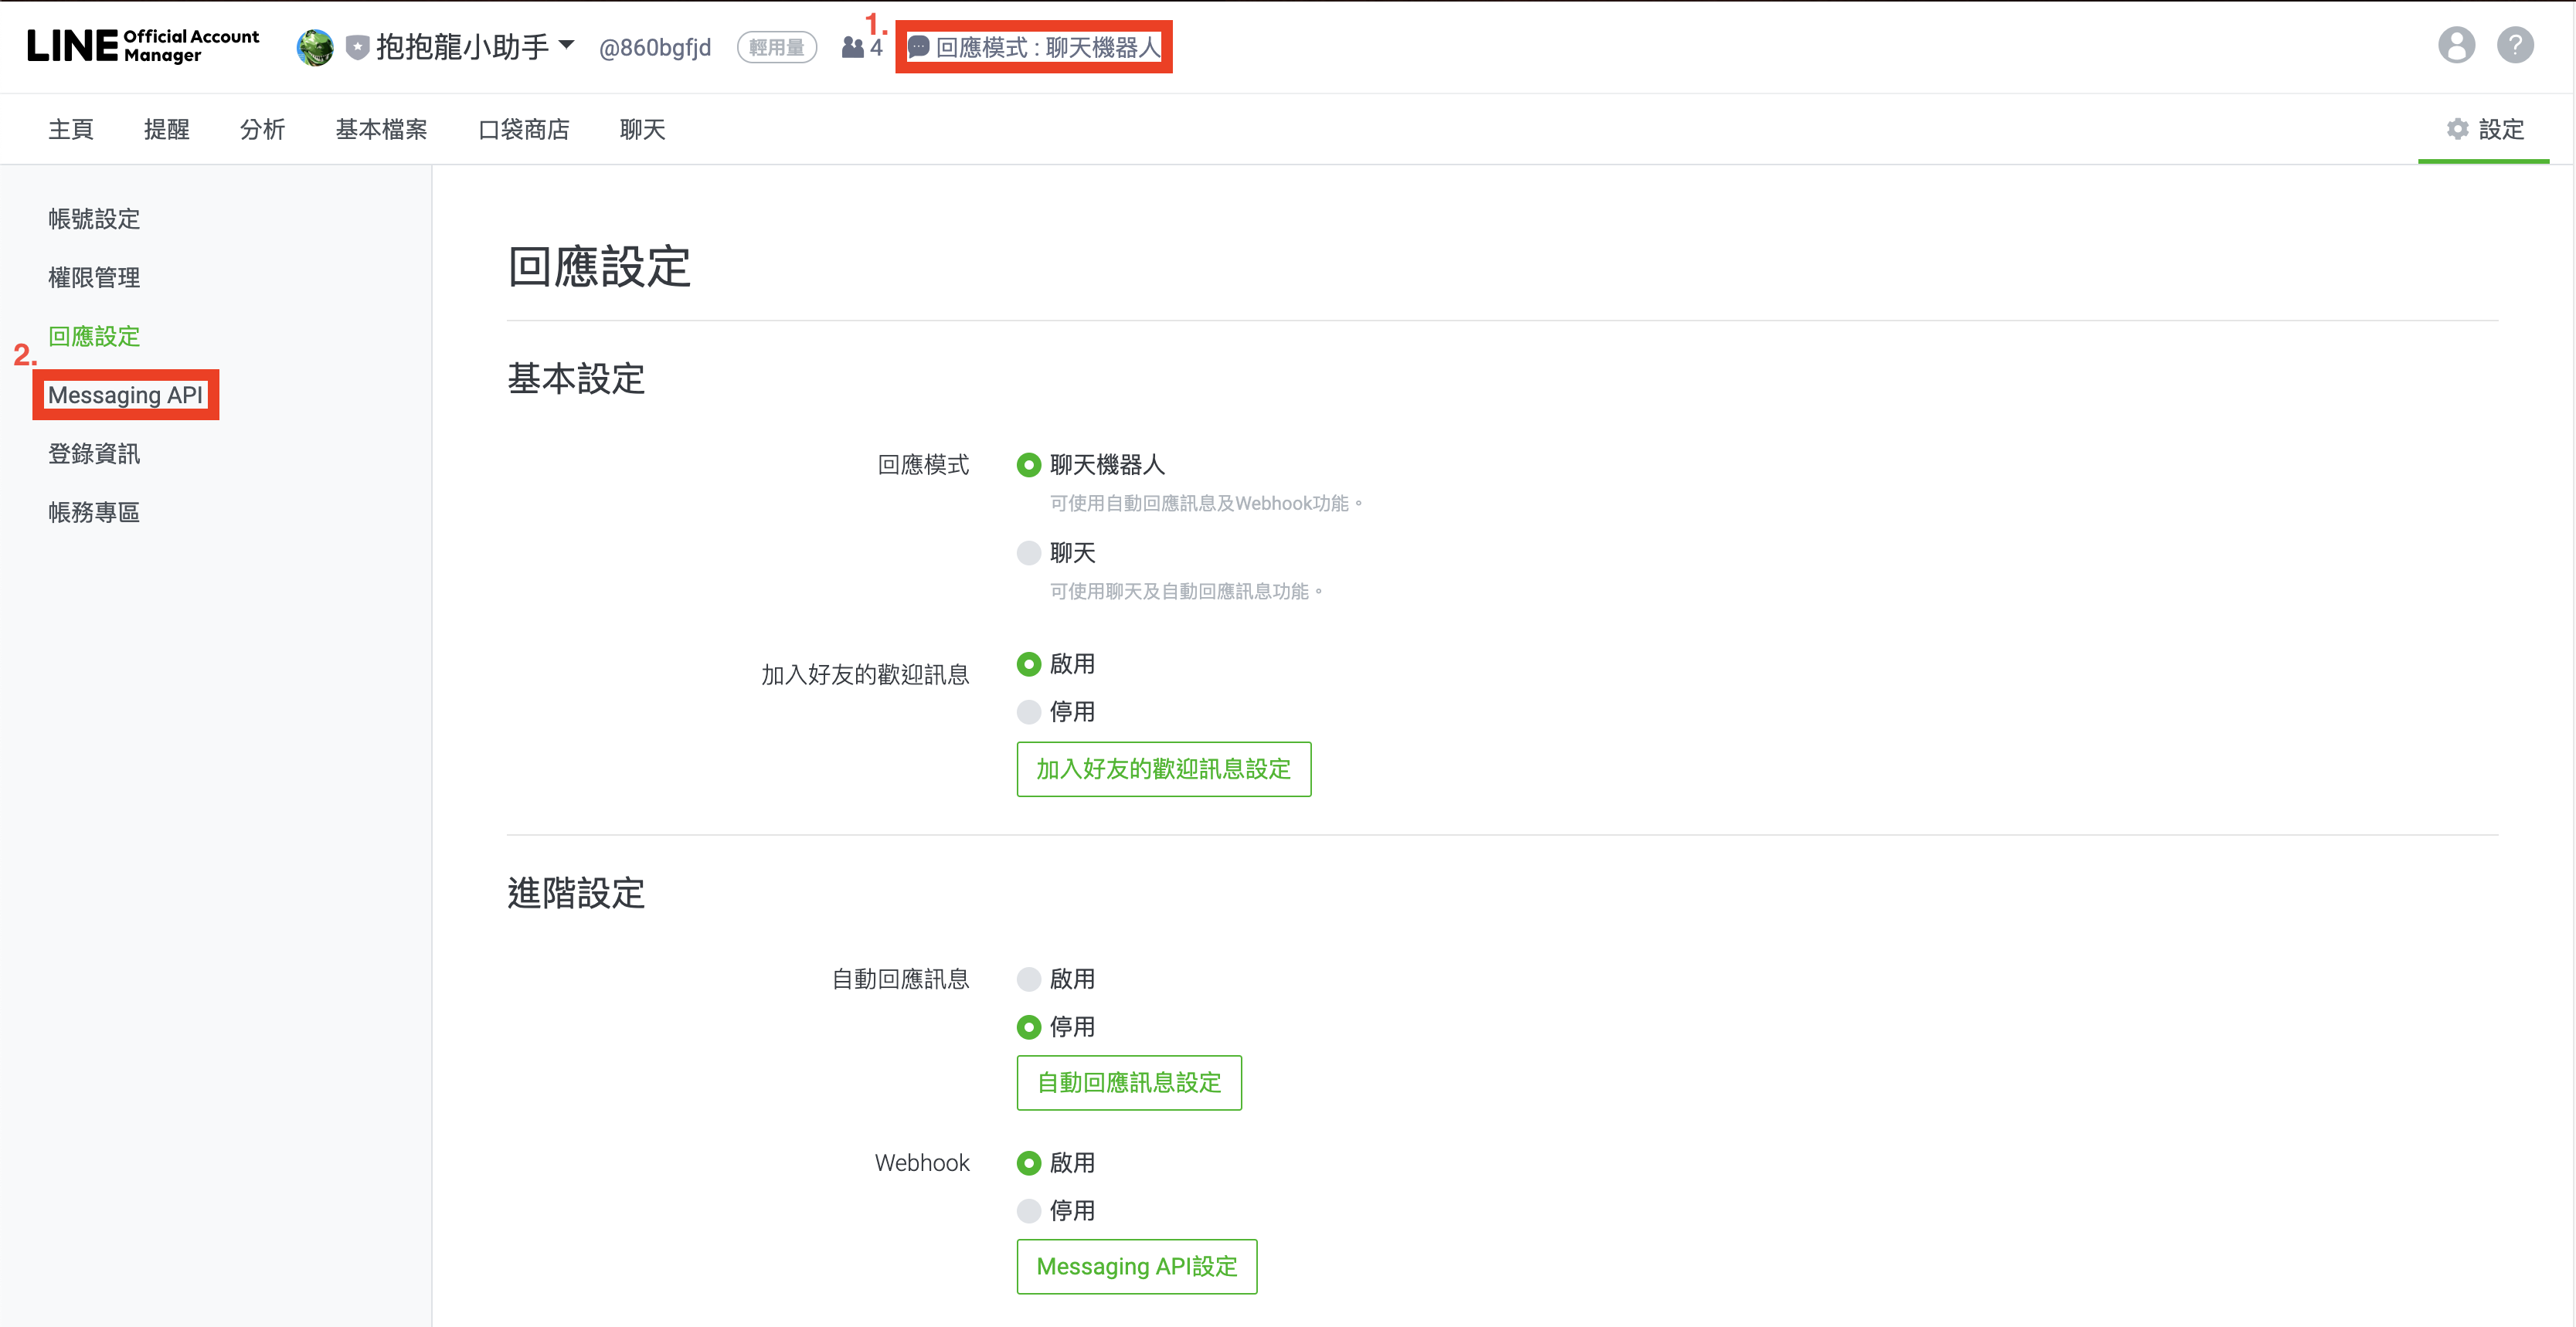 LINE Official Account Manager 抱抱龍小助手 @860bgfjd 輕用量 4 1. 回應模式 : 聊天機器人 ?
主頁 提醒 分析 基本檔案 口袋商店 聊天 設定
帳號設定
權限管理
回應設定
2.
Messaging API
登錄資訊
帳務專區
回應設定
基本設定
回應模式 聊天機器人
可使用自動回應訊息及Webhook功能。
聊天
可使用聊天及自動回應訊息功能。
加入好友的歡迎訊息 啟用
停用
加入好友的歡迎訊息設定
進階設定
自動回應訊息 啟用
停用
自動回應訊息設定
Webhook 啟用
停用
Messaging API設定